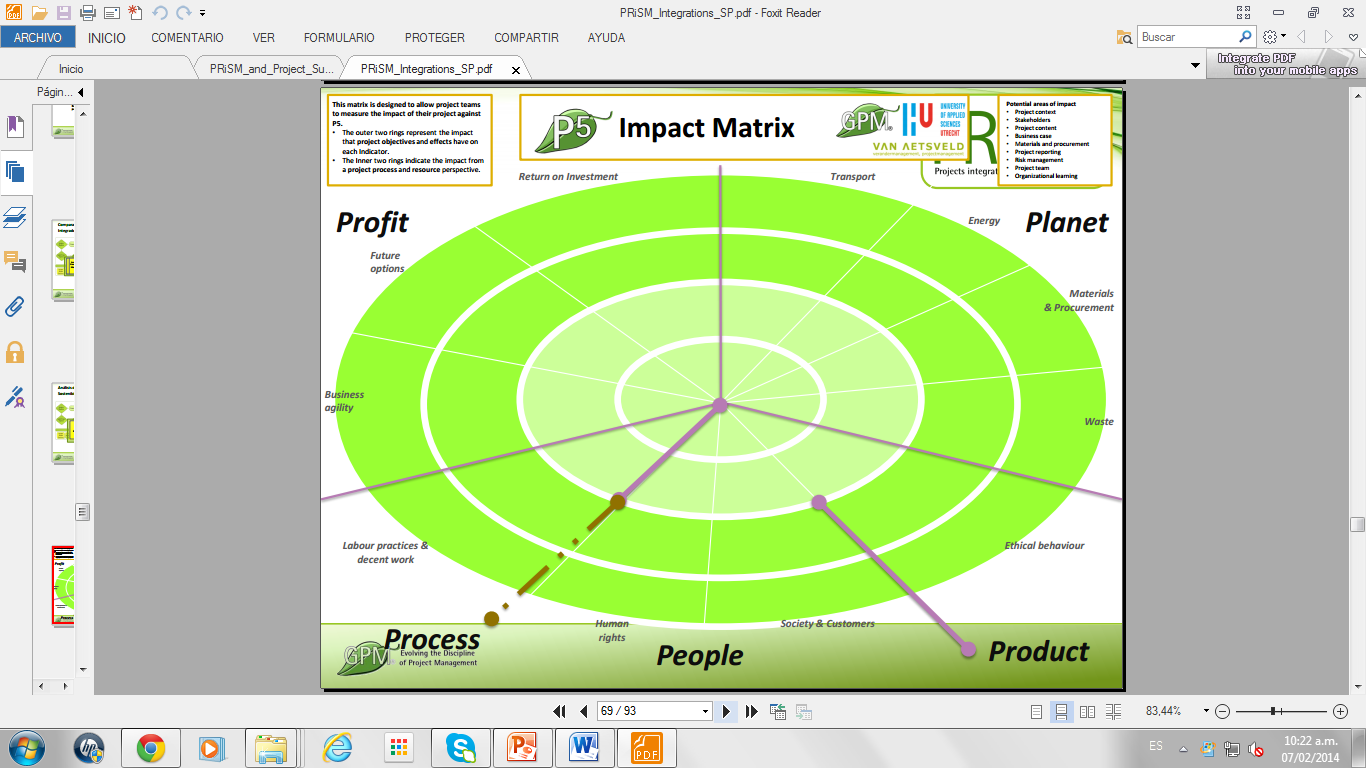 PRiSM_Integrations_SP.pdf - Foxit Reader
ARCHIVO INICIO COMENTARIO VER FORMULARIO PROTEGER COMPARTIR AYUDA
Buscar
Inicio PRiSM_and_Project_Su... PRiSM_Integrations_SP.pdf
Integrate PDF
into your mobile apps
Págin...
This matrix is designed to allow project teams
to measure the impact of their project against
P5.
• The outer two rings represent the impact
that project objectives and effects have on
each indicator.
• The Inner two rings indicate the impact from
a project process and resource perspective.
P5 Impact Matrix
GPM
HU UNIVERSITY
OF APPLIED
SCIENCES
UTRECHT
VAN AETSVELD
Projects integrat
Potential areas of impact
• Project context
• Stakeholders
• Project content
• Business case
• Materials and procurement
• Project reporting
• Risk management
• Project team
• Organizational learning
Return on Investment
Transport
Profit
Energy
Planet
Future
options
Materials
& Procurement
Business
agility
Waste
Labour practices &
decent work
Ethical behaviour
Human
rights
Society & Customers
Process
People
Product
GPM
Evolving the Discipline
of Project Management
69 / 93
83,44%
ES
10:22 a.m.
07/02/2014